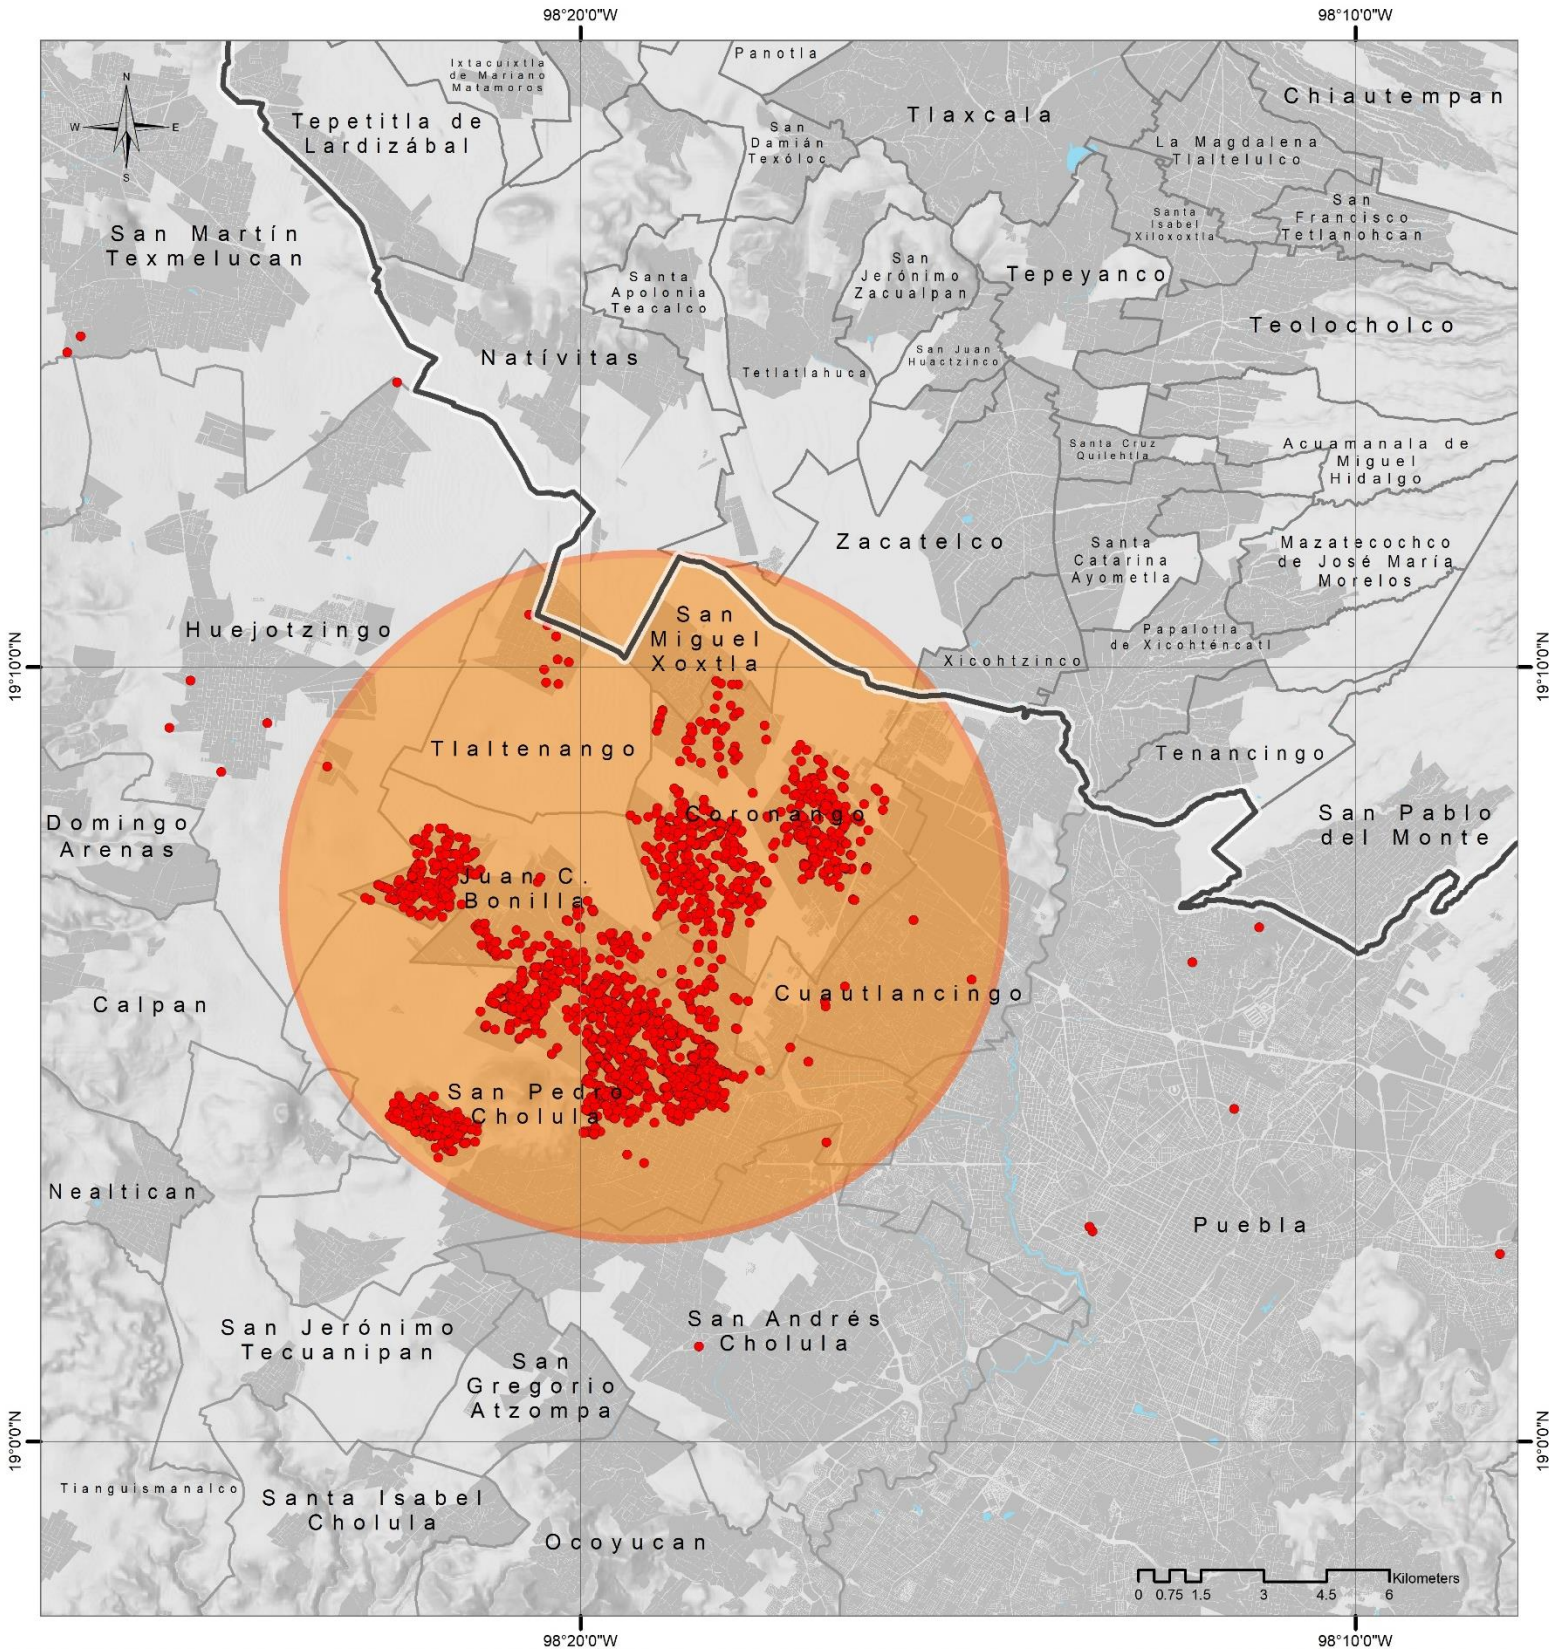 98°20'0"W
98°10'0"W
Panotla
Ixtacuixtla
de Mariano
Matamoros
N
W
E
S
Chiautempan
Tlaxcala
Tepetitla de
Lardizábal
San
Damián
Texóloc
La Magdalena
Tlaltelulco
San
Francisco
Tetlanohcan
Santa
Isabel
Xiloxoxtla
San Martín
Texmelucan
San
Jerónimo
Zacualpan
Tepeyanco
Santa
Apolonia
Teacalco
Teolocholco
Natívitas
San Juan
Huactzinco
Tetlatlahuca
Santa Cruz
Quilehtla
Acuamanala de
Miguel
Hidalgo
Zacatelco
Santa
Catarina
Ayometla
Mazatecochco
de José María
Morelos
San
Miguel
Xoxtla
Huejotzingo
Papalotla
de Xicohténcatl
19°10'0"N
Xicohtzinco
19°10'0"N
Tlaltenango
Tenancingo
Coronango
San Pablo
del Monte
Domingo
Arenas
Juan C.
Bonilla
Cuautlancingo
Calpan
San Pedro
Cholula
Nealtican
Puebla
San Andrés
Cholula
San Jerónimo
Tecuanipan
San
Gregorio
Atzompa
19°0'0"N
19°0'0"N
Tianguismanalco
Santa Isabel
Cholula
Ocoyucan
Kilometers
0 0.75 1.5 3 4.5 6
98°20'0"W
98°10'0"W